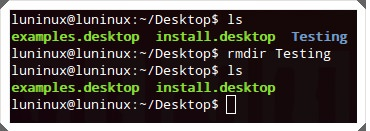 luninux@luninux:~/Desktop$ ls
examples.desktop  install.desktop  Testing
luninux@luninux:~/Desktop$ rmdir Testing
luninux@luninux:~/Desktop$ ls
examples.desktop  install.desktop
luninux@luninux:~/Desktop$